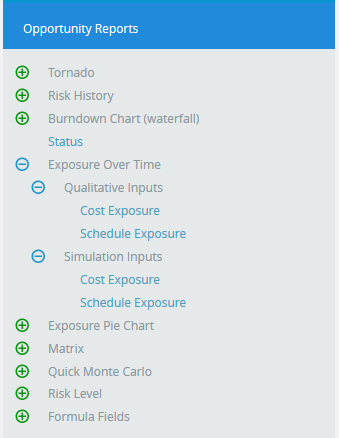 Opportunity Reports
Tornado
Risk History
Burndown Chart (waterfall)
Status
Exposure Over Time
Qualitative Inputs
Cost Exposure
Schedule Exposure
Simulation Inputs
Cost Exposure
Schedule Exposure
Exposure Pie Chart
Matrix
Quick Monte Carlo
Risk Level
Formula Fields